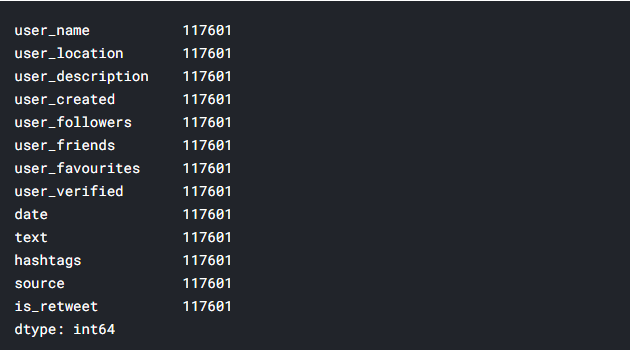 user_name 117601
user_location 117601
user_description 117601
user_created 117601
user_followers 117601
user_friends 117601
user_favourites 117601
user_verified 117601
date 117601
text 117601
hashtags 117601
source 117601
is_retweet 117601
dtype: int64